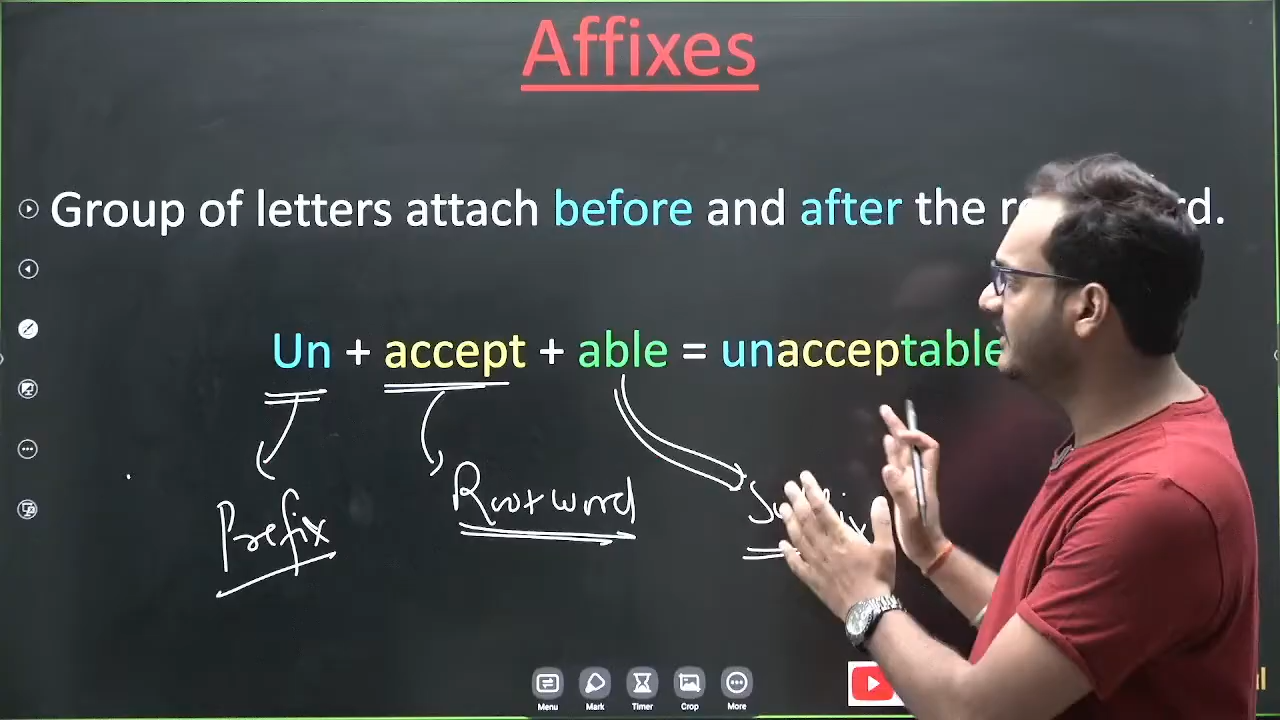 Affixes
Group of letters attach before and after the
Un + accept + able = unacceptable
Prefix
Rootword
Menu
Mark
Timer
Crop
More